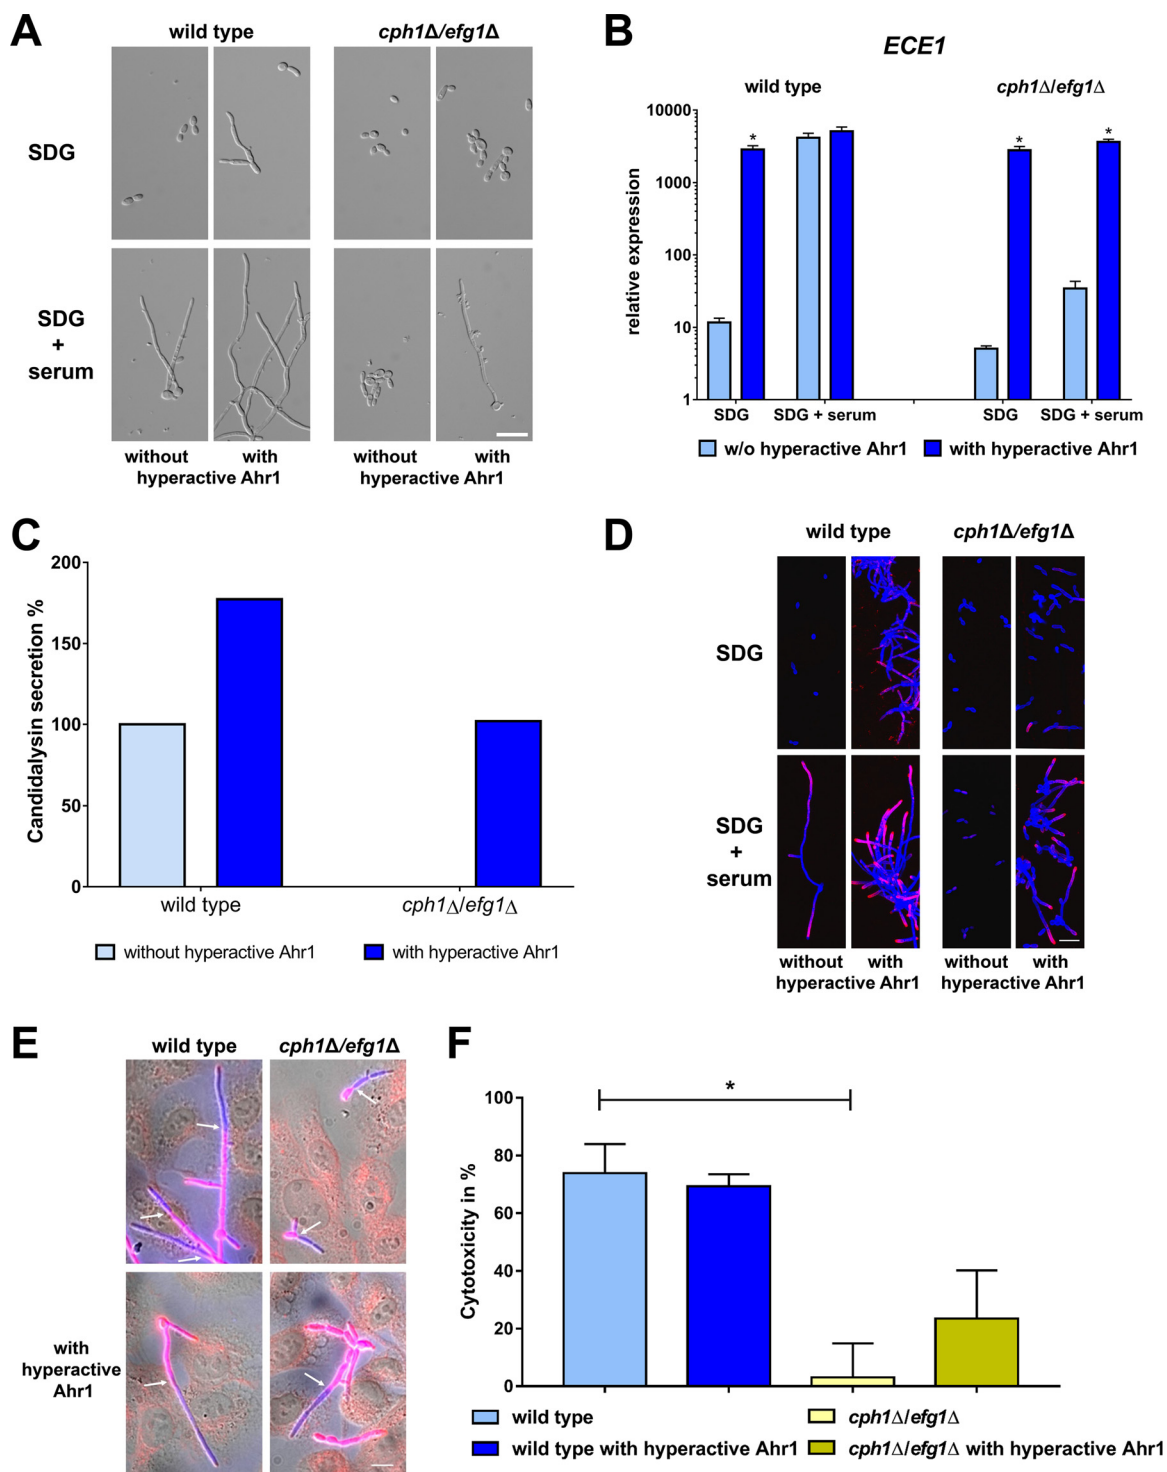 A
wild type
cph1Δ/efg1Δ
SDG
SDG
+
serum
without
with
hyperactive Ahr1
without
with
hyperactive Ahr1
B
ECE1
wild type
cph1Δ/efg1Δ
relative expression
10000
1000
100
10
1
*
*
*
SDG
SDG + serum
SDG
SDG + serum
w/o hyperactive Ahr1
with hyperactive Ahr1
C
Candidalysin secretion %
200
150
100
50
0
wild type
cph1Δ/efg1Δ
without hyperactive Ahr1
with hyperactive Ahr1
D
wild type
cph1Δ/efg1Δ
SDG
SDG
+
serum
without
with
hyperactive Ahr1
without
with
hyperactive Ahr1
E
wild type
cph1Δ/efg1Δ
with
hyperactive
Ahr1
F
Cytotoxicity in %
100
80
60
40
20
0
*
wild type
cph1Δ/efg1Δ
wild type with hyperactive Ahr1
cph1Δ/efg1Δ with hyperactive Ahr1